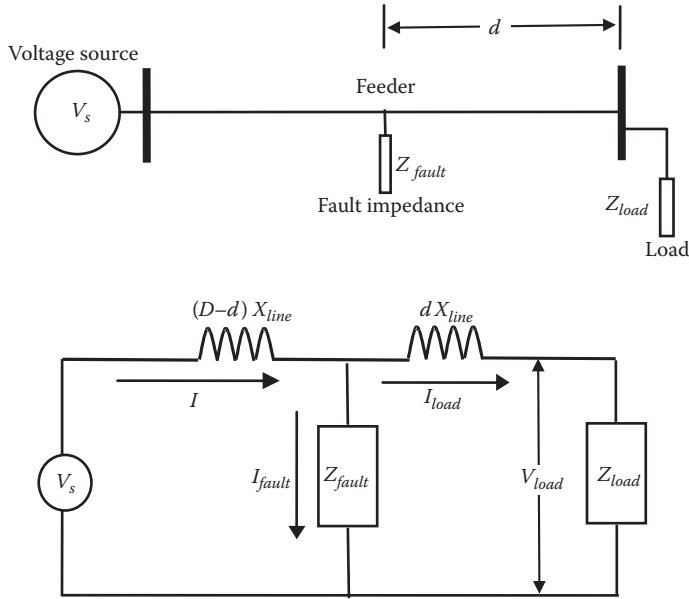 d
Voltage source
V_s
Feeder
Z_fault
Fault impedance
Z_load
Load
(D–d) X_line
d X_line
I
I_load
V_s
I_fault
Z_fault
V_load
Z_load